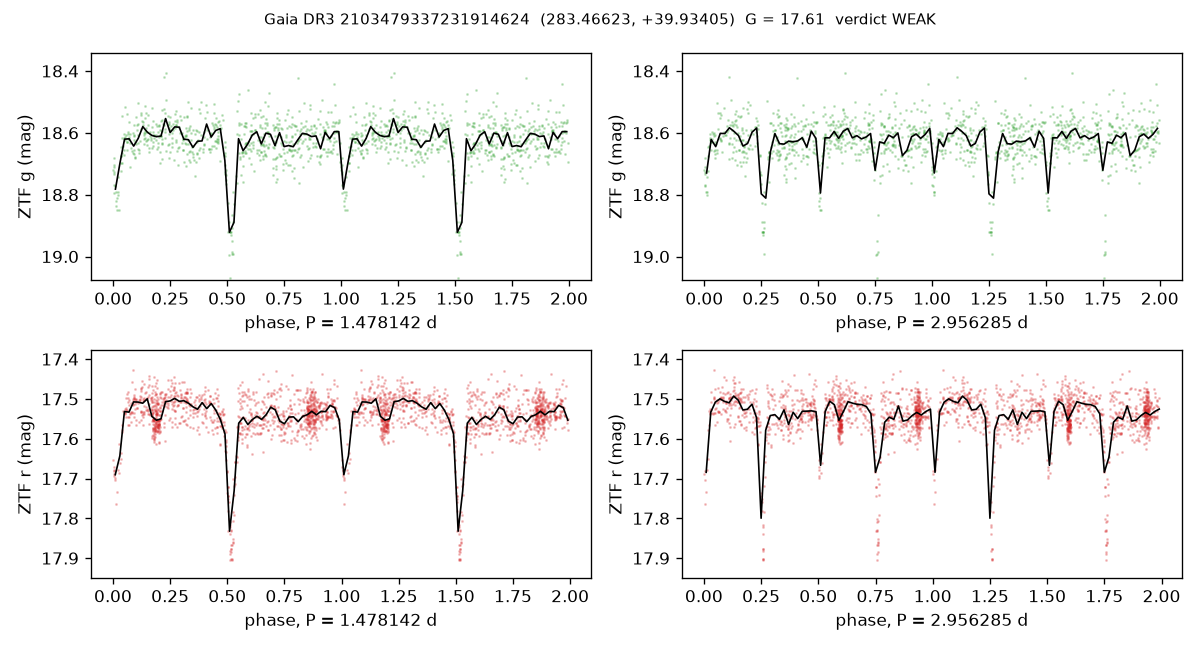 Gaia DR3 2103479337231914624 (283.46623, +39.93405) G = 17.61 verdict WEAK
ZTF g (mag)
18.4
18.6
18.8
19.0
0.00 0.25 0.50 0.75 1.00 1.25 1.50 1.75 2.00
phase, P = 1.478142 d
ZTF g (mag)
18.4
18.6
18.8
19.0
0.00 0.25 0.50 0.75 1.00 1.25 1.50 1.75 2.00
phase, P = 2.956285 d
ZTF r (mag)
17.4
17.5
17.6
17.7
17.8
17.9
0.00 0.25 0.50 0.75 1.00 1.25 1.50 1.75 2.00
phase, P = 1.478142 d
ZTF r (mag)
17.4
17.5
17.6
17.7
17.8
17.9
0.00 0.25 0.50 0.75 1.00 1.25 1.50 1.75 2.00
phase, P = 2.956285 d